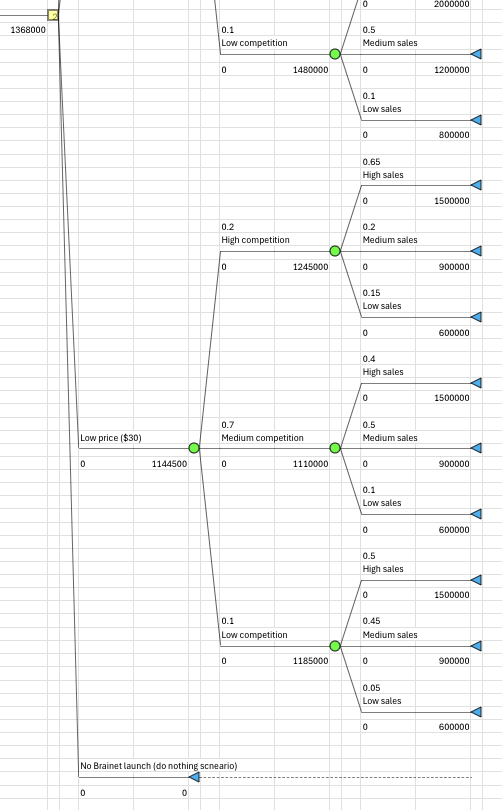 0 2000000
2
1368000
0.1
Low competition
0 1480000
0.5
Medium sales
0 1200000
0.1
Low sales
0 800000
0.2
High competition
0 1245000
0.65
High sales
0 1500000
0.2
Medium sales
0 900000
0.15
Low sales
0 600000
Low price ($30)
0 1144500
0.7
Medium competition
0 1110000
0.4
High sales
0 1500000
0.5
Medium sales
0 900000
0.1
Low sales
0 600000
0.1
Low competition
0 1185000
0.5
High sales
0 1500000
0.45
Medium sales
0 900000
0.05
Low sales
0 600000
No Brainet launch (do nothing scneario)
0 0